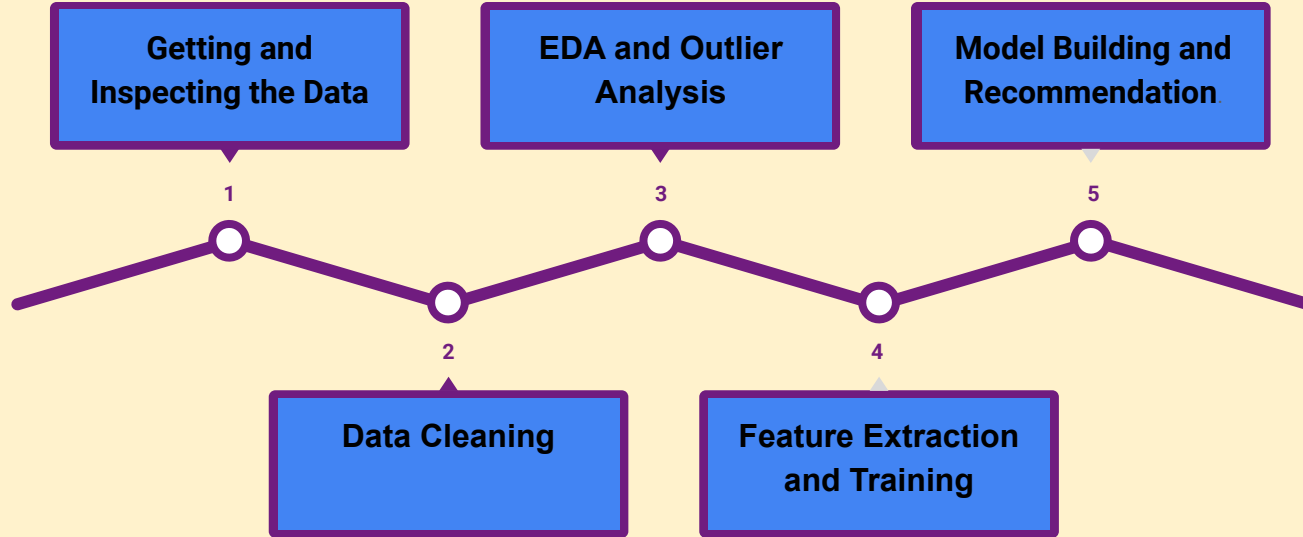 Getting and
Inspecting the Data
EDA and Outlier
Analysis
Model Building and
Recommendation.
1
3
5
2
4
Data Cleaning
Feature Extraction
and Training